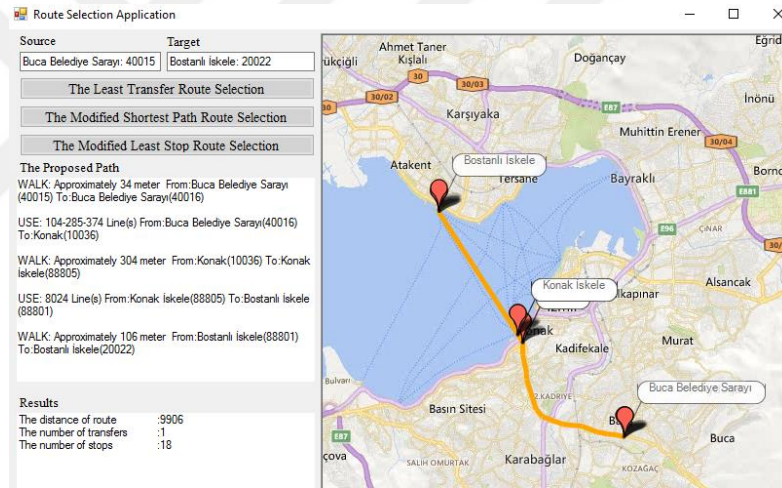 Route Selection Application
Source
Target
Buca Belediye Sarayı: 40015
Bostanlı İskele: 20022
The Least Transfer Route Selection
The Modified Shortest Path Route Selection
The Modified Least Stop Route Selection
The Proposed Path
WALK: Approximately 34 meter From:Buca Belediye Sarayı
(40015) To:Buca Belediye Sarayı(40016)
USE: 104-285-374 Line(s) From:Buca Belediye Sarayı(40016)
To:Konak(10036)
WALK: Approximately 304 meter From:Konak(10036) To:Konak
İskele(88805)
USE: 8024 Line(s) From:Konak İskele(88805) To:Bostanlı İskele
(88801)
WALK: Approximately 106 meter From:Bostanlı İskele(88801)
To:Bostanlı İskele(20022)
Results
The distance of route :9906
The number of transfers :1
The number of stops :18
Ahmet Taner
Kışlalı
Doğançay
30
30/03
E87
İnönü
30/02
30
Karşıyaka
Muhittin Erener
30/04
Atakent
Bostanlı İskele
Tersane
Bayraklı
E881
E96
ÇINAR
Konak İskele
Alsancak
Kadifekale
Murat
Bulvarı
2.KADRİYE
Buca Belediye Sarayı
Basın Sitesi
E87
Buca
SALİH OMURTAK
Karabağlar
KOZAĞAÇ